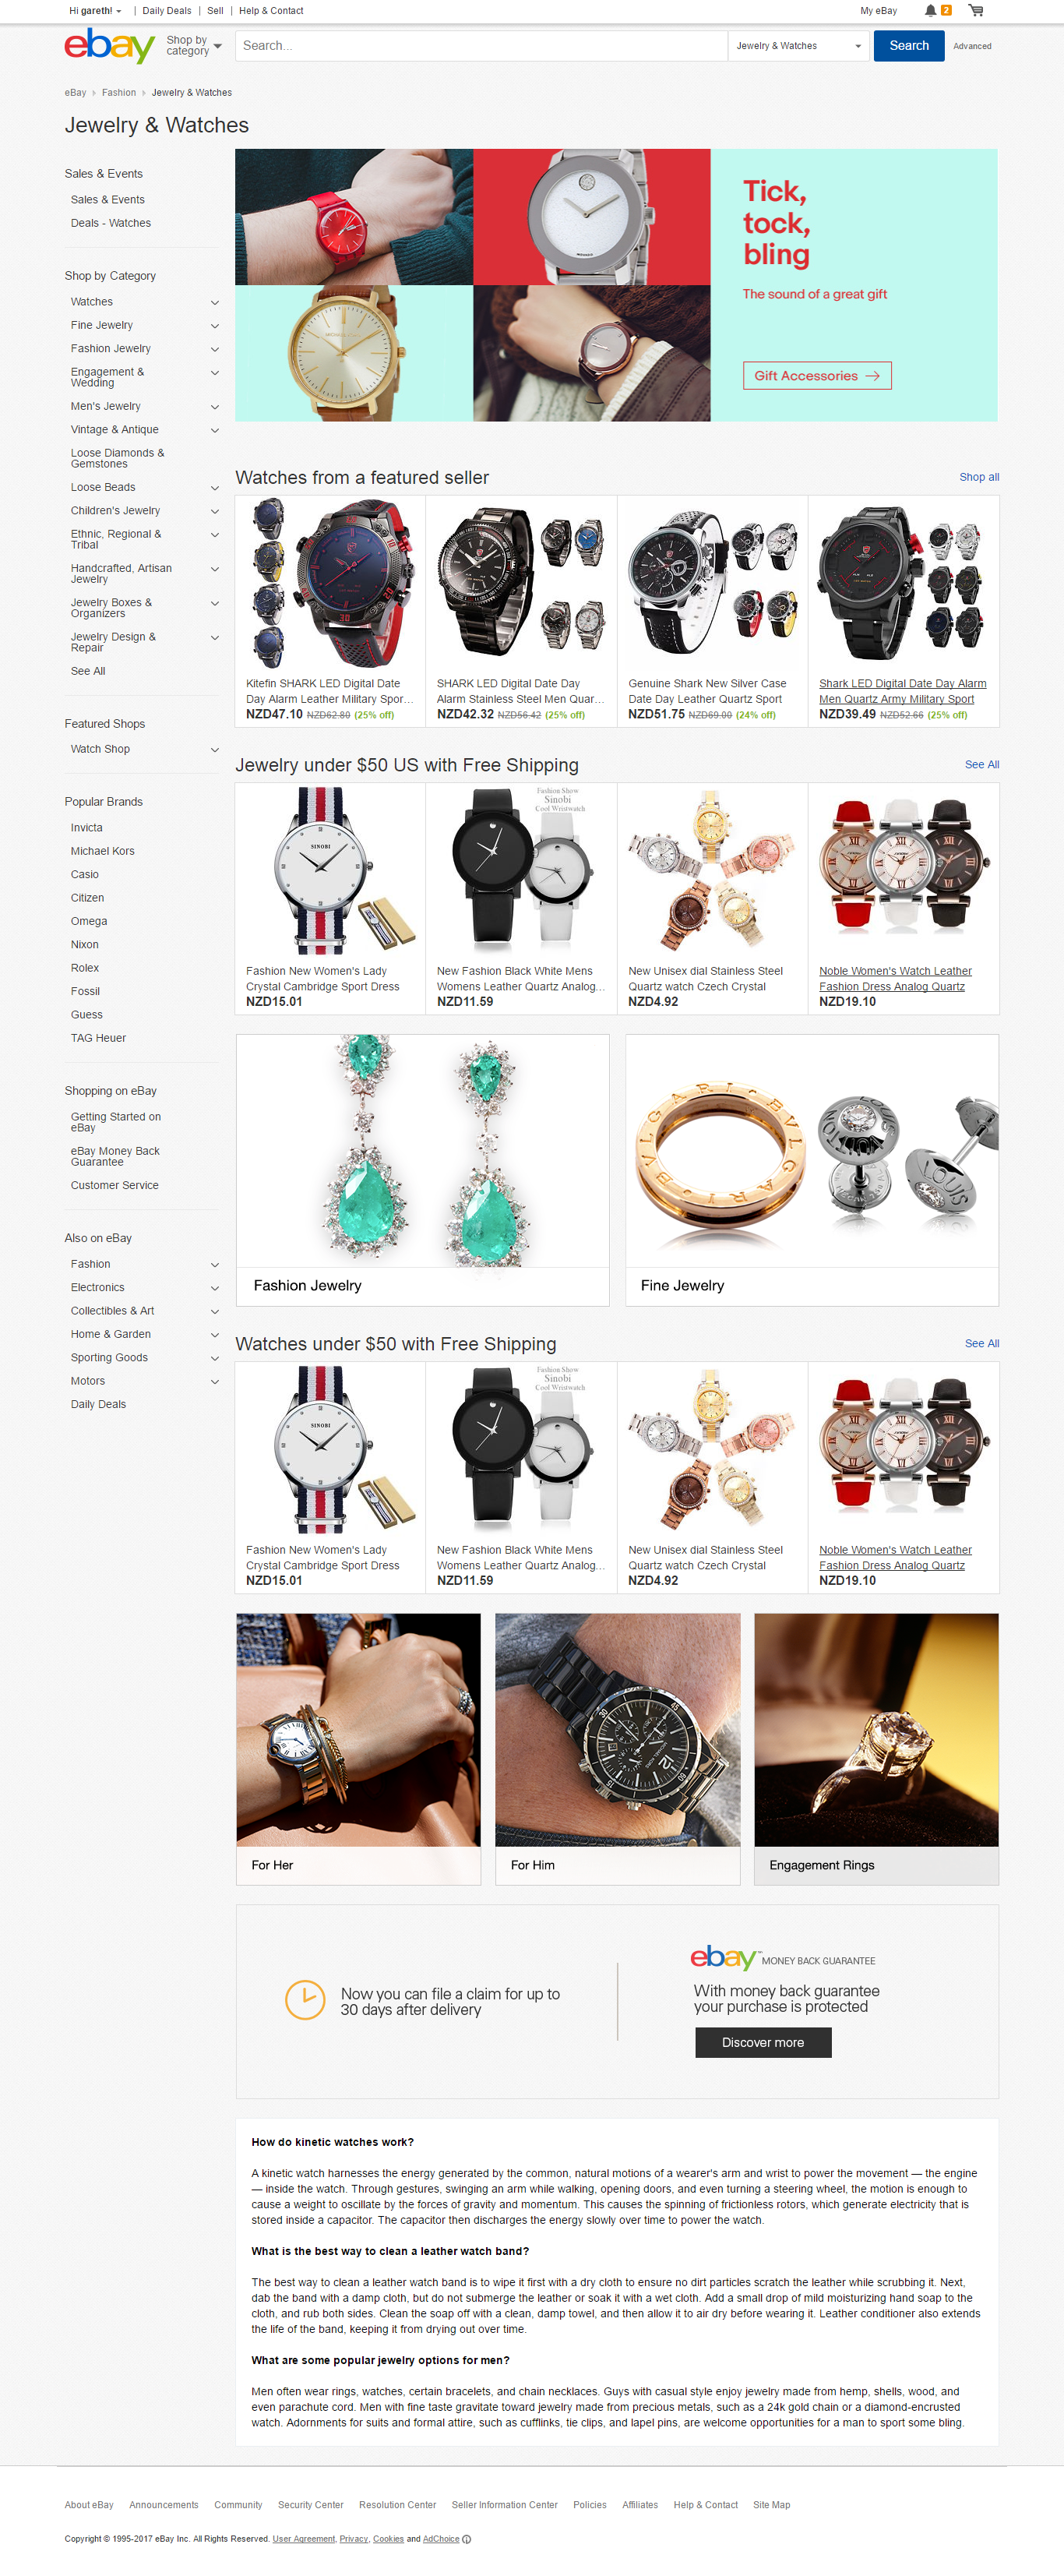 Hi gareth!
Daily Deals
Sell
Help & Contact
My eBay
2
ebay
Shop by
category
Search...
Jewelry & Watches
Search
Advanced
eBay
Fashion
Jewelry & Watches
Jewelry & Watches
Sales & Events
Sales & Events
Deals - Watches
Shop by Category
Watches
Fine Jewelry
Fashion Jewelry
Engagement &
Wedding
Men's Jewelry
Vintage & Antique
Loose Diamonds &
Gemstones
Loose Beads
Children's Jewelry
Ethnic, Regional &
Tribal
Handcrafted, Artisan
Jewelry
Jewelry Boxes &
Organizers
Jewelry Design &
Repair
See All
Featured Shops
Watch Shop
Popular Brands
Invicta
Michael Kors
Casio
Citizen
Omega
Nixon
Rolex
Fossil
Guess
TAG Heuer
Shopping on eBay
Getting Started on
eBay
eBay Money Back
Guarantee
Customer Service
Also on eBay
Fashion
Electronics
Collectibles & Art
Home & Garden
Sporting Goods
Motors
Daily Deals
Tick,
tock,
bling
The sound of a great gift
Gift Accessories
Watches from a featured seller
Shop all
Kitefin SHARK LED Digital Date
Day Alarm Leather Military Spor...
NZD47.10 NZD62.80 (25% off)
SHARK LED Digital Date Day
Alarm Stainless Steel Men Quar...
NZD42.32 NZD56.42 (25% off)
Genuine Shark New Silver Case
Date Day Leather Quartz Sport
NZD51.75 NZD69.00 (24% off)
Shark LED Digital Date Day Alarm
Men Quartz Army Military Sport
NZD39.49 NZD52.66 (25% off)
Jewelry under $50 US with Free Shipping
See All
SINOBI
Fashion New Women's Lady
Crystal Cambridge Sport Dress
NZD15.01
Fashion Show
Sinobi
Cool Wristwatch
New Fashion Black White Mens
Womens Leather Quartz Analog...
NZD11.59
New Unisex dial Stainless Steel
Quartz watch Czech Crystal
NZD4.92
Noble Women's Watch Leather
Fashion Dress Analog Quartz
NZD19.10
BVLGARI BVLGARI
LOUIS
VUITTON
LOUIS
Fashion Jewelry
Fine Jewelry
Watches under $50 with Free Shipping
See All
SINOBI
Fashion New Women's Lady
Crystal Cambridge Sport Dress
NZD15.01
Fashion Show
Sinobi
Cool Wristwatch
New Fashion Black White Mens
Womens Leather Quartz Analog...
NZD11.59
New Unisex dial Stainless Steel
Quartz watch Czech Crystal
NZD4.92
Noble Women's Watch Leather
Fashion Dress Analog Quartz
NZD19.10
For Her
For Him
Engagement Rings
Now you can file a claim for up to
30 days after delivery
ebay™ MONEY BACK GUARANTEE
With money back guarantee
your purchase is protected
Discover more
How do kinetic watches work?
A kinetic watch harnesses the energy generated by the common, natural motions of a wearer's arm and wrist to power the movement — the engine
— inside the watch. Through gestures, swinging an arm while walking, opening doors, and even turning a steering wheel, the motion is enough to
cause a weight to oscillate by the forces of gravity and momentum. This causes the spinning of frictionless rotors, which generate electricity that is
stored inside a capacitor. The capacitor then discharges the energy slowly over time to power the watch.
What is the best way to clean a leather watch band?
The best way to clean a leather watch band is to wipe it first with a dry cloth to ensure no dirt particles scratch the leather while scrubbing it. Next,
dab the band with a damp cloth, but do not submerge the leather or soak it with a wet cloth. Add a small drop of mild moisturizing hand soap to the
cloth, and rub both sides. Clean the soap off with a clean, damp towel, and then allow it to air dry before wearing it. Leather conditioner also extends
the life of the band, keeping it from drying out over time.
What are some popular jewelry options for men?
Men often wear rings, watches, certain bracelets, and chain necklaces. Guys with casual style enjoy jewelry made from hemp, shells, wood, and
even parachute cord. Men with fine taste gravitate toward jewelry made from precious metals, such as a 24k gold chain or a diamond-encrusted
watch. Adornments for suits and formal attire, such as cufflinks, tie clips, and lapel pins, are welcome opportunities for a man to sport some bling.
About eBay
Announcements
Community
Security Center
Resolution Center
Seller Information Center
Policies
Affiliates
Help & Contact
Site Map
Copyright © 1995-2017 eBay Inc. All Rights Reserved. User Agreement, Privacy, Cookies and AdChoice